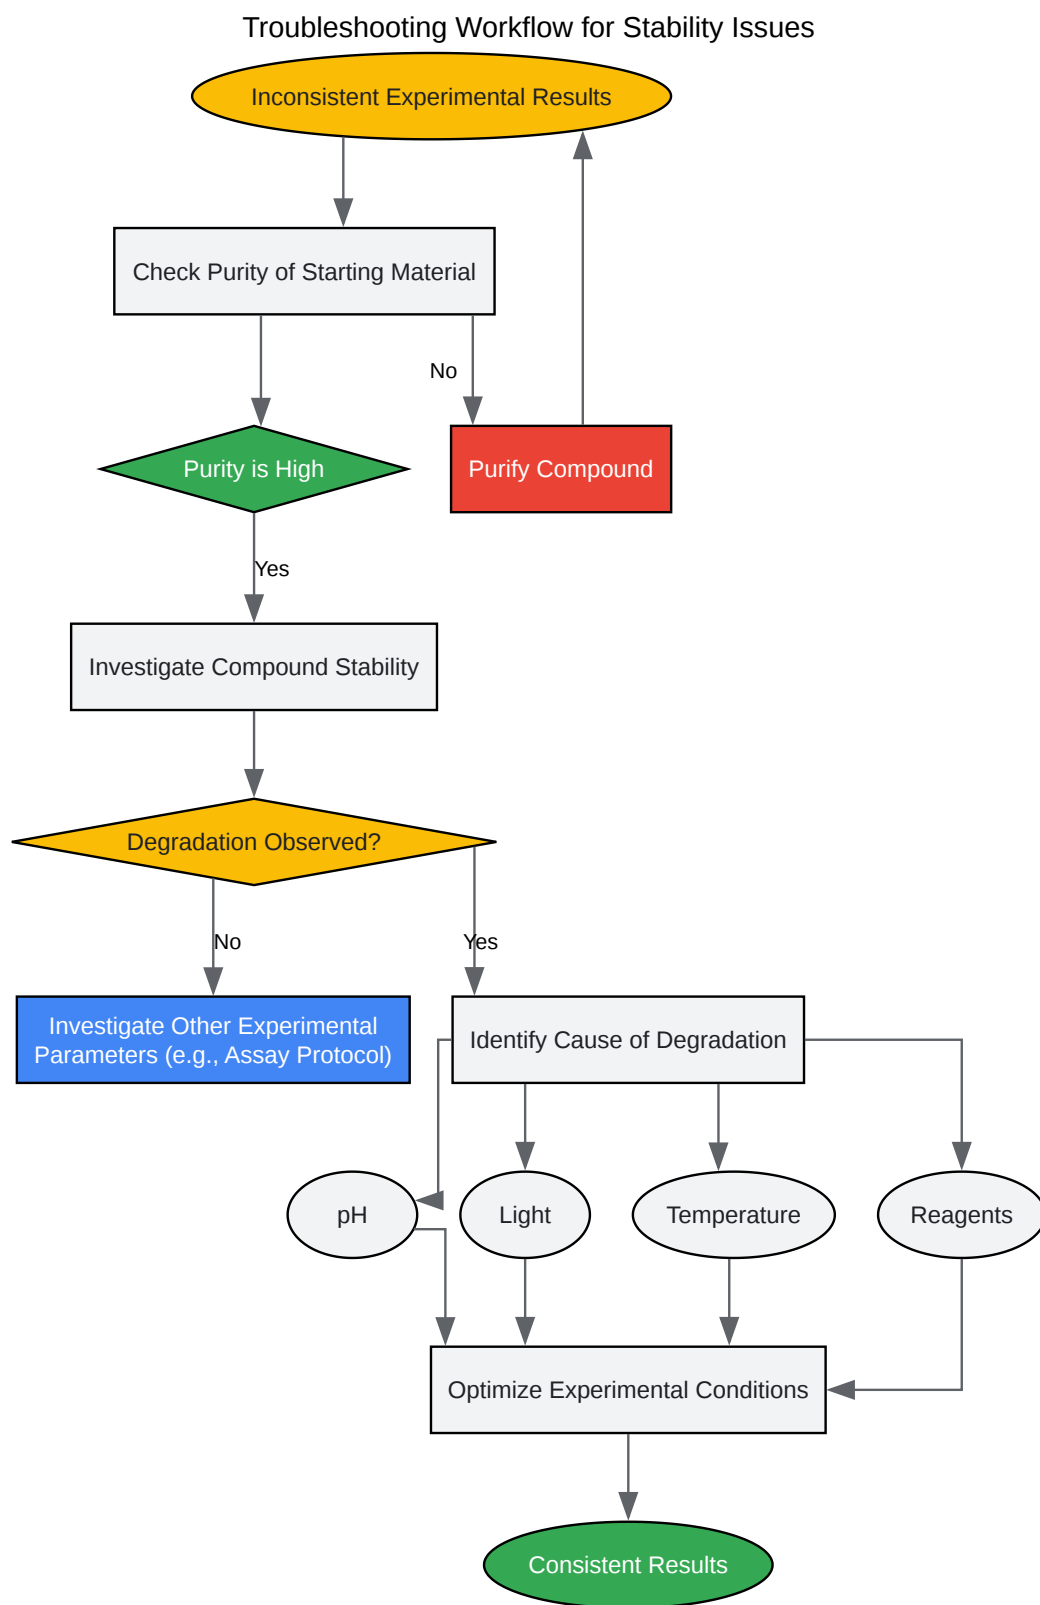 Troubleshooting Workflow for Stability Issues
Inconsistent Experimental Results
Check Purity of Starting Material
No
Purity is High
Purify Compound
Yes
Investigate Compound Stability
Degradation Observed?
No
Yes
Investigate Other Experimental
Parameters (e.g., Assay Protocol)
Identify Cause of Degradation
pH
Light
Temperature
Reagents
Optimize Experimental Conditions
Consistent Results